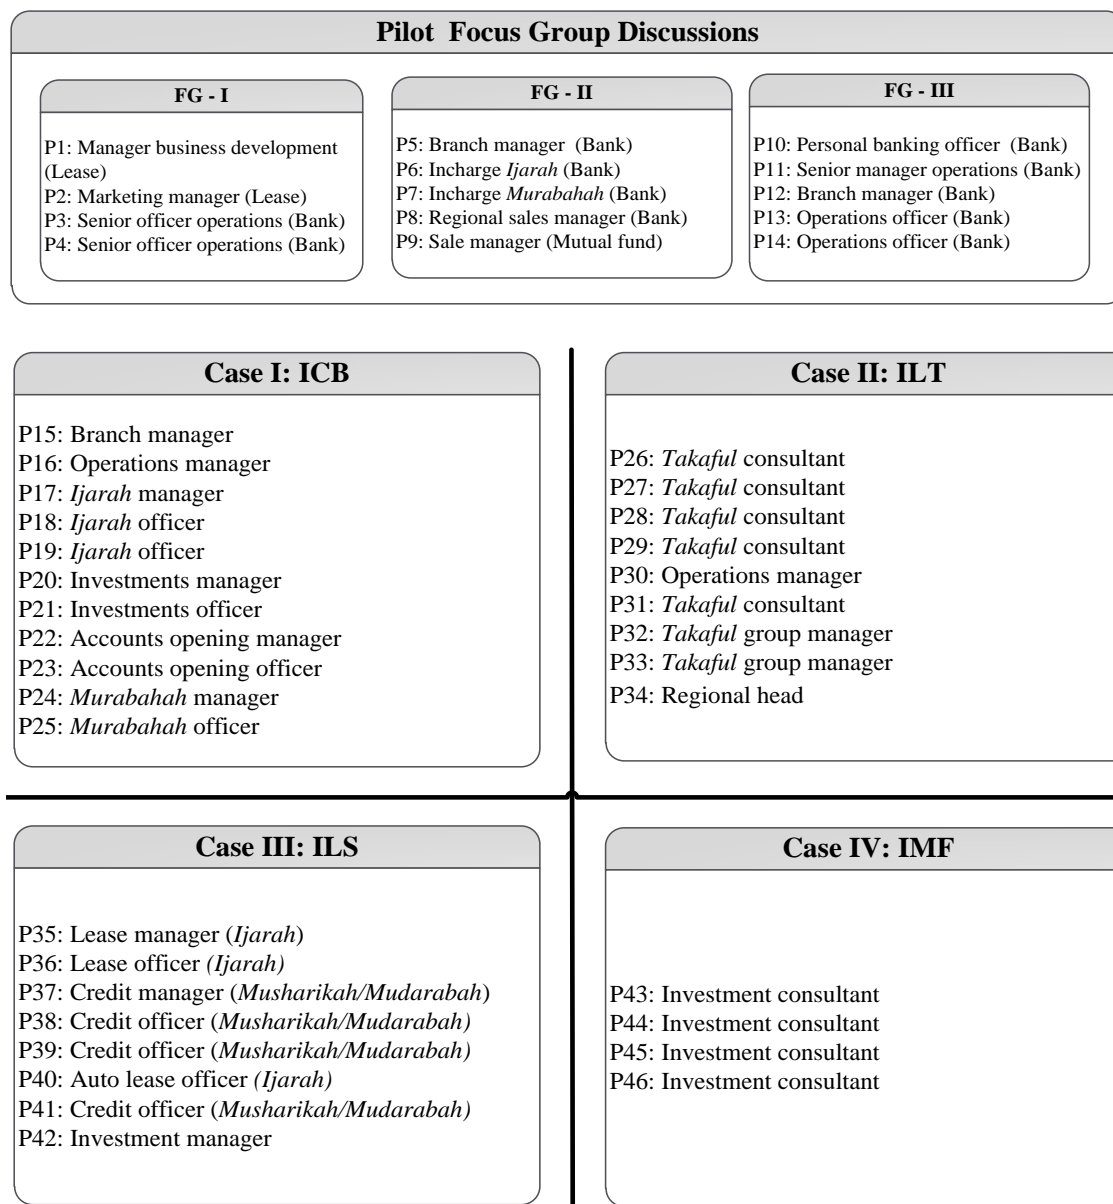 Pilot Focus Group Discussions
FG - I
P1: Manager business development
(Lease)
P2: Marketing manager (Lease)
P3: Senior officer operations (Bank)
P4: Senior officer operations (Bank)
FG - II
P5: Branch manager (Bank)
P6: Incharge Ijarah (Bank)
P7: Incharge Murabahah (Bank)
P8: Regional sales manager (Bank)
P9: Sale manager (Mutual fund)
FG - III
P10: Personal banking officer (Bank)
P11: Senior manager operations (Bank)
P12: Branch manager (Bank)
P13: Operations officer (Bank)
P14: Operations officer (Bank)
Case I: ICB
P15: Branch manager
P16: Operations manager
P17: Ijarah manager
P18: Ijarah officer
P19: Ijarah officer
P20: Investments manager
P21: Investments officer
P22: Accounts opening manager
P23: Accounts opening officer
P24: Murabahah manager
P25: Murabahah officer
Case II: ILT
P26: Takaful consultant
P27: Takaful consultant
P28: Takaful consultant
P29: Takaful consultant
P30: Operations manager
P31: Takaful consultant
P32: Takaful group manager
P33: Takaful group manager
P34: Regional head
Case III: ILS
P35: Lease manager (Ijarah)
P36: Lease officer (Ijarah)
P37: Credit manager (Musharikah/Mudarabah)
P38: Credit officer (Musharikah/Mudarabah)
P39: Credit officer (Musharikah/Mudarabah)
P40: Auto lease officer (Ijarah)
P41: Credit officer (Musharikah/Mudarabah)
P42: Investment manager
Case IV: IMF
P43: Investment consultant
P44: Investment consultant
P45: Investment consultant
P46: Investment consultant